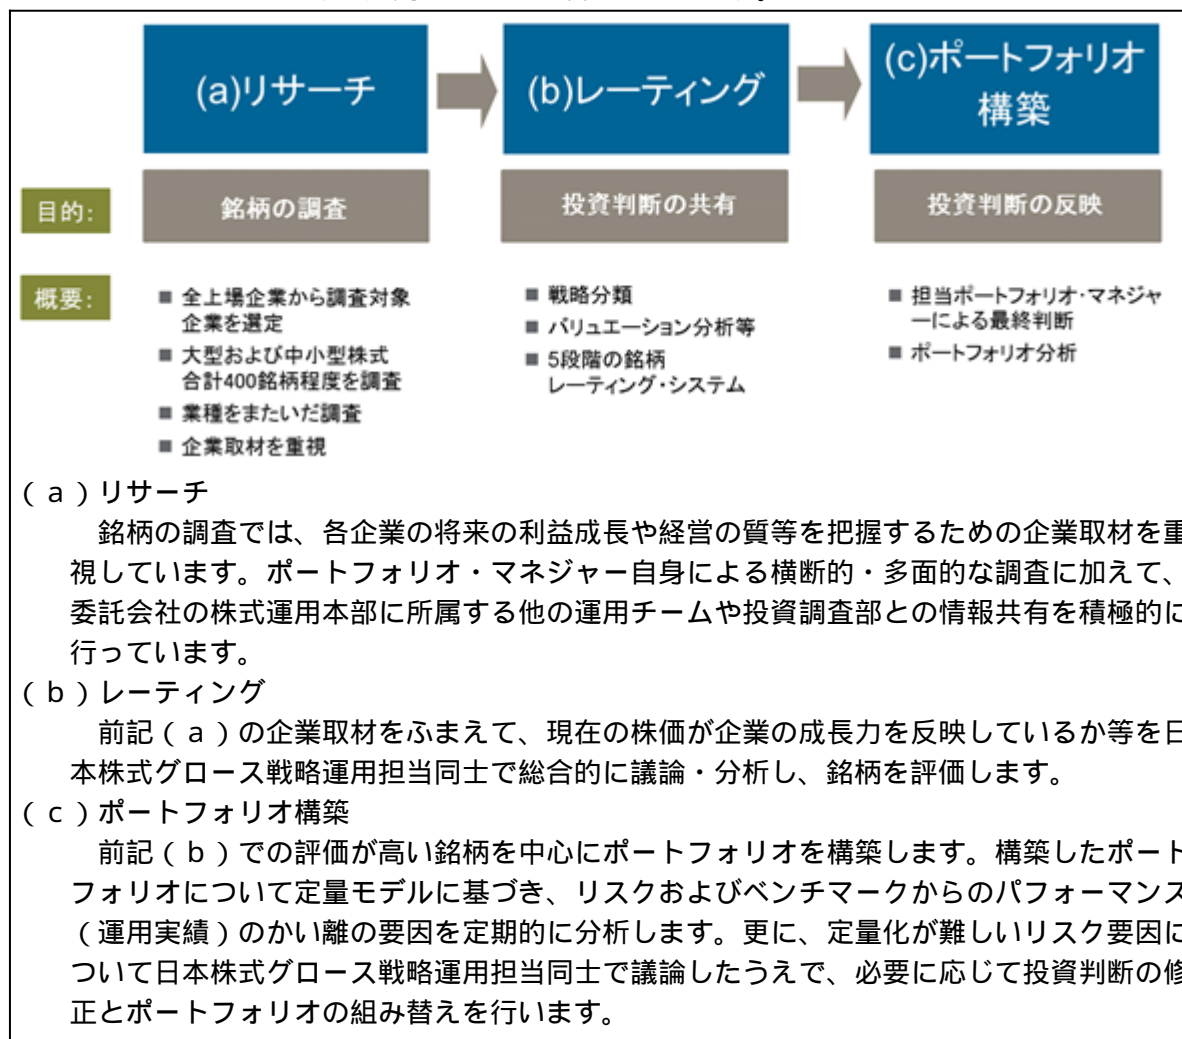 (a)リサーチ
(b)レーティング
(c)ポートフォリオ
構築
目的:
銘柄の調査
投資判断の共有
投資判断の反映
概要:
■ 全上場企業から調査対象
企業を選定
■ 大型および中小型株式
合計400銘柄程度を調査
■ 業種をまたいだ調査
■ 企業取材を重視
■ 戦略分類
■ バリュエーション分析等
■ 5段階の銘柄
レーティング・システム
■ 担当ポートフォリオ・マネジャ
ーによる最終判断
■ ポートフォリオ分析
(a)リサーチ
銘柄の調査では、各企業の将来の利益成長や経営の質等を把握するための企業取材を重
視しています。ポートフォリオ・マネジャー自身による横断的・多面的な調査に加えて、
委託会社の株式運用本部に所属する他の運用チームや投資調査部との情報共有を積極的に
行っています。
(b)レーティング
前記(a)の企業取材をふまえて、現在の株価が企業の成長力を反映しているか等を日
本株式グロース戦略運用担当同士で総合的に議論・分析し、銘柄を評価します。
(c)ポートフォリオ構築
前記(b)での評価が高い銘柄を中心にポートフォリオを構築します。構築したポート
フォリオについて定量モデルに基づき、リスクおよびベンチマークからのパフォーマンス
(運用実績)のかい離の要因を定期的に分析します。更に、定量化が難しいリスク要因に
ついて日本株式グロース戦略運用担当同士で議論したうえで、必要に応じて投資判断の修
正とポートフォリオの組み替えを行います。